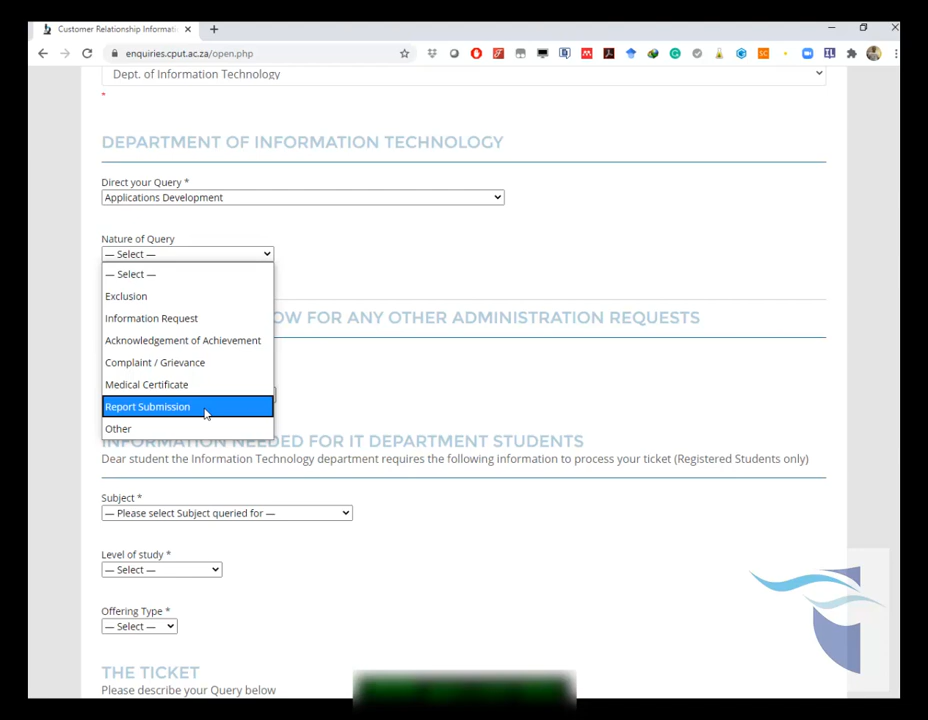 Customer Relationship Informati
enquiries.cput.ac.za/open.php
Dept. of Information Technology
*
DEPARTMENT OF INFORMATION TECHNOLOGY
Direct your Query *
Applications Development
Nature of Query
— Select —
— Select —
Exclusion
Information Request
OW FOR ANY OTHER ADMINISTRATION REQUESTS
Acknowledgement of Achievement
Complaint / Grievance
Medical Certificate
Report Submission
Other
INFORMATION NEEDED FOR IT DEPARTMENT STUDENTS
Dear student the Information Technology department requires the following information to process your ticket (Registered Students only)
Subject *
— Please select Subject queried for —
Level of study *
— Select —
Offering Type *
— Select —
THE TICKET
Please describe your Query below